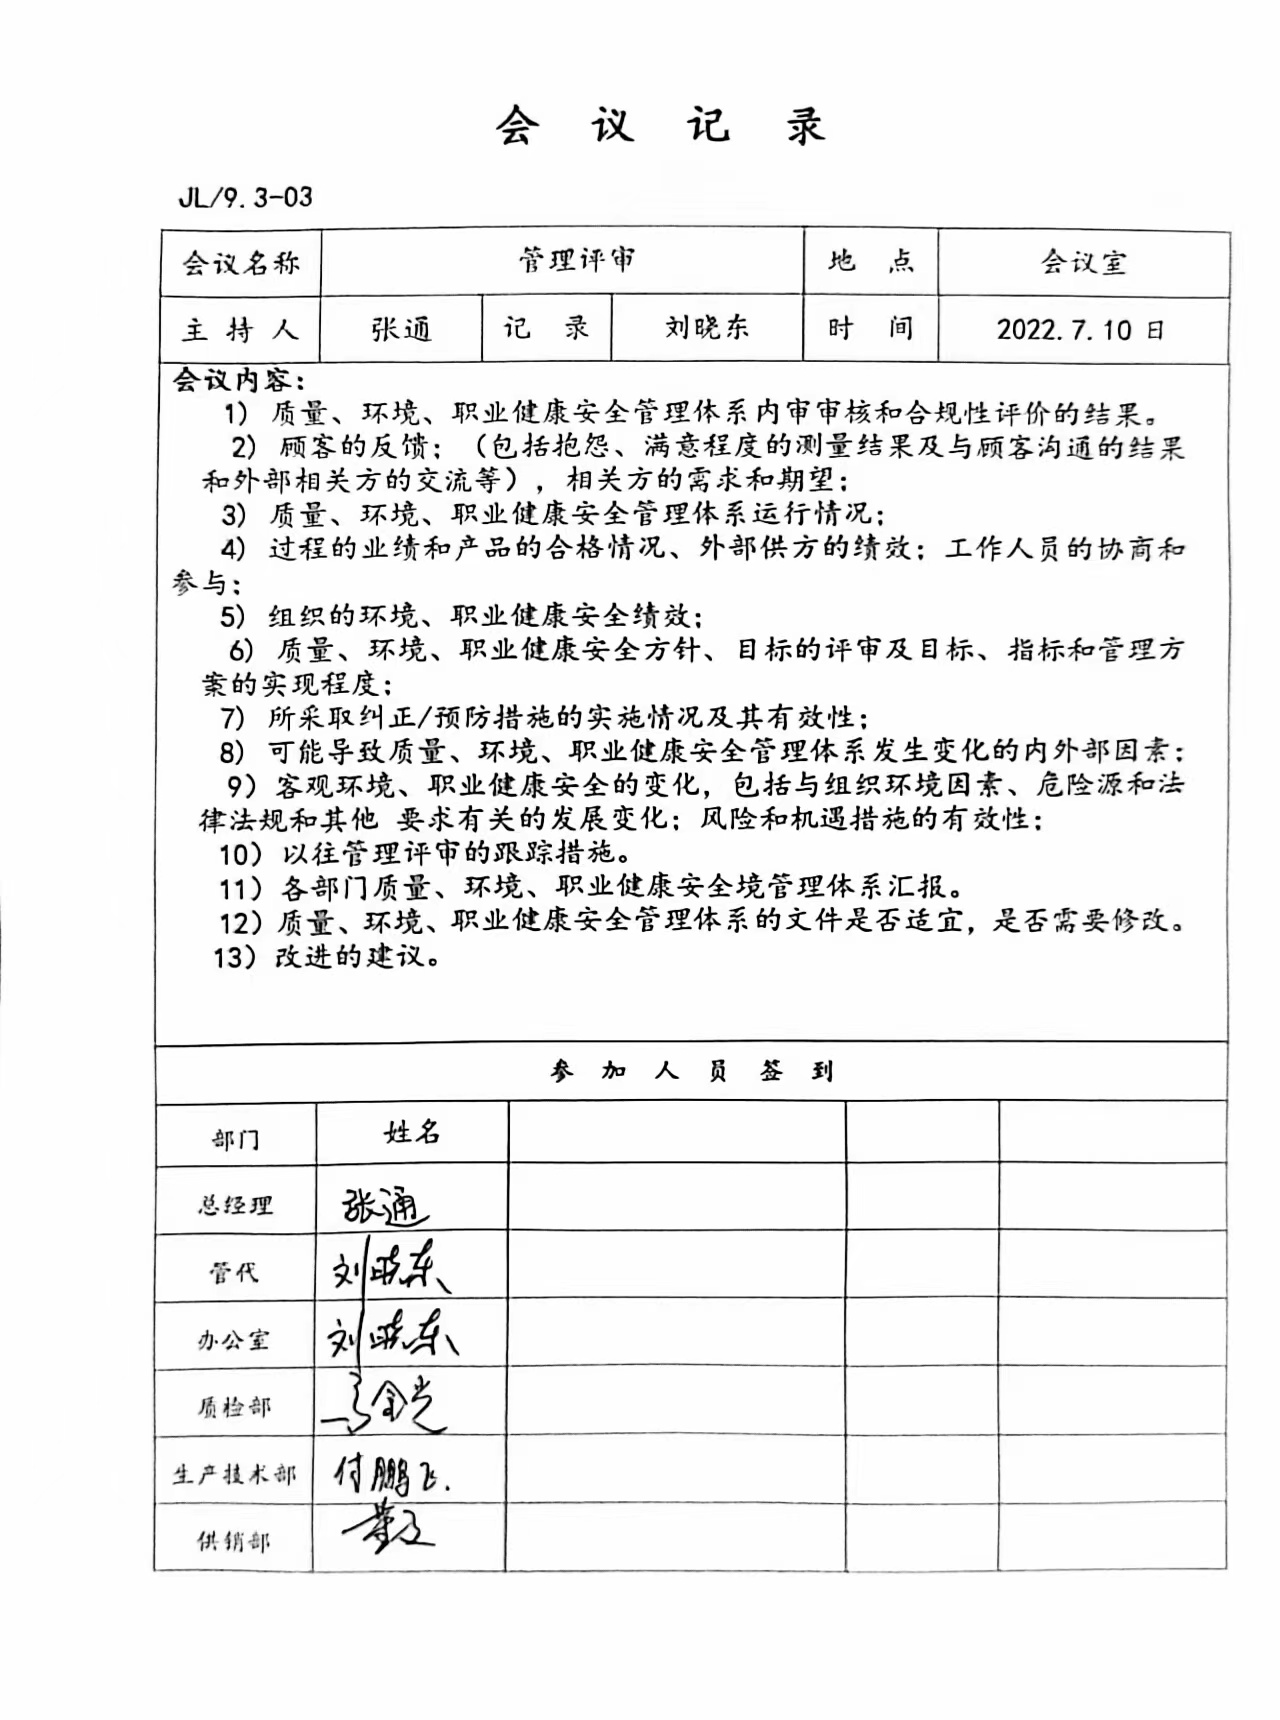 会议记录
JL/9.3-03
会议名称 管理评审 地点 会议室
主持人 张通 记录 刘晓东 时间 2022.7.10日
会议内容：
1）质量、环境、职业健康安全管理体系内审审核和合规性评价的结果。
2）顾客的反馈；（包括抱怨、满意程度的测量结果及与顾客沟通的结果
和外部相关方的交流等），相关方的需求和期望；
3）质量、环境、职业健康安全管理体系运行情况；
4）过程的业绩和产品的合格情况、外部供方的绩效；工作人员的协商和
参与；
5）组织的环境、职业健康安全绩效；
6）质量、环境、职业健康安全方针、目标的评审及目标、指标和管理方
案的实现程度；
7）所采取纠正/预防措施的实施情况及其有效性；
8）可能导致质量、环境、职业健康安全管理体系发生变化的内外部因素；
9）客观环境、职业健康安全的变化，包括与组织环境因素、危险源和法
律法规和其他 要求有关的发展变化；风险和机遇措施的有效性；
10）以往管理评审的跟踪措施。
11）各部门质量、环境、职业健康安全境管理体系汇报。
12）质量、环境、职业健康安全管理体系的文件是否适宜，是否需要修改。
13）改进的建议。
参加人员签到
部门 姓名
总经理 张通
管代 刘晓东
办公室 刘晓东
质检部 马金光
生产技术部 付鹏飞.
供销部